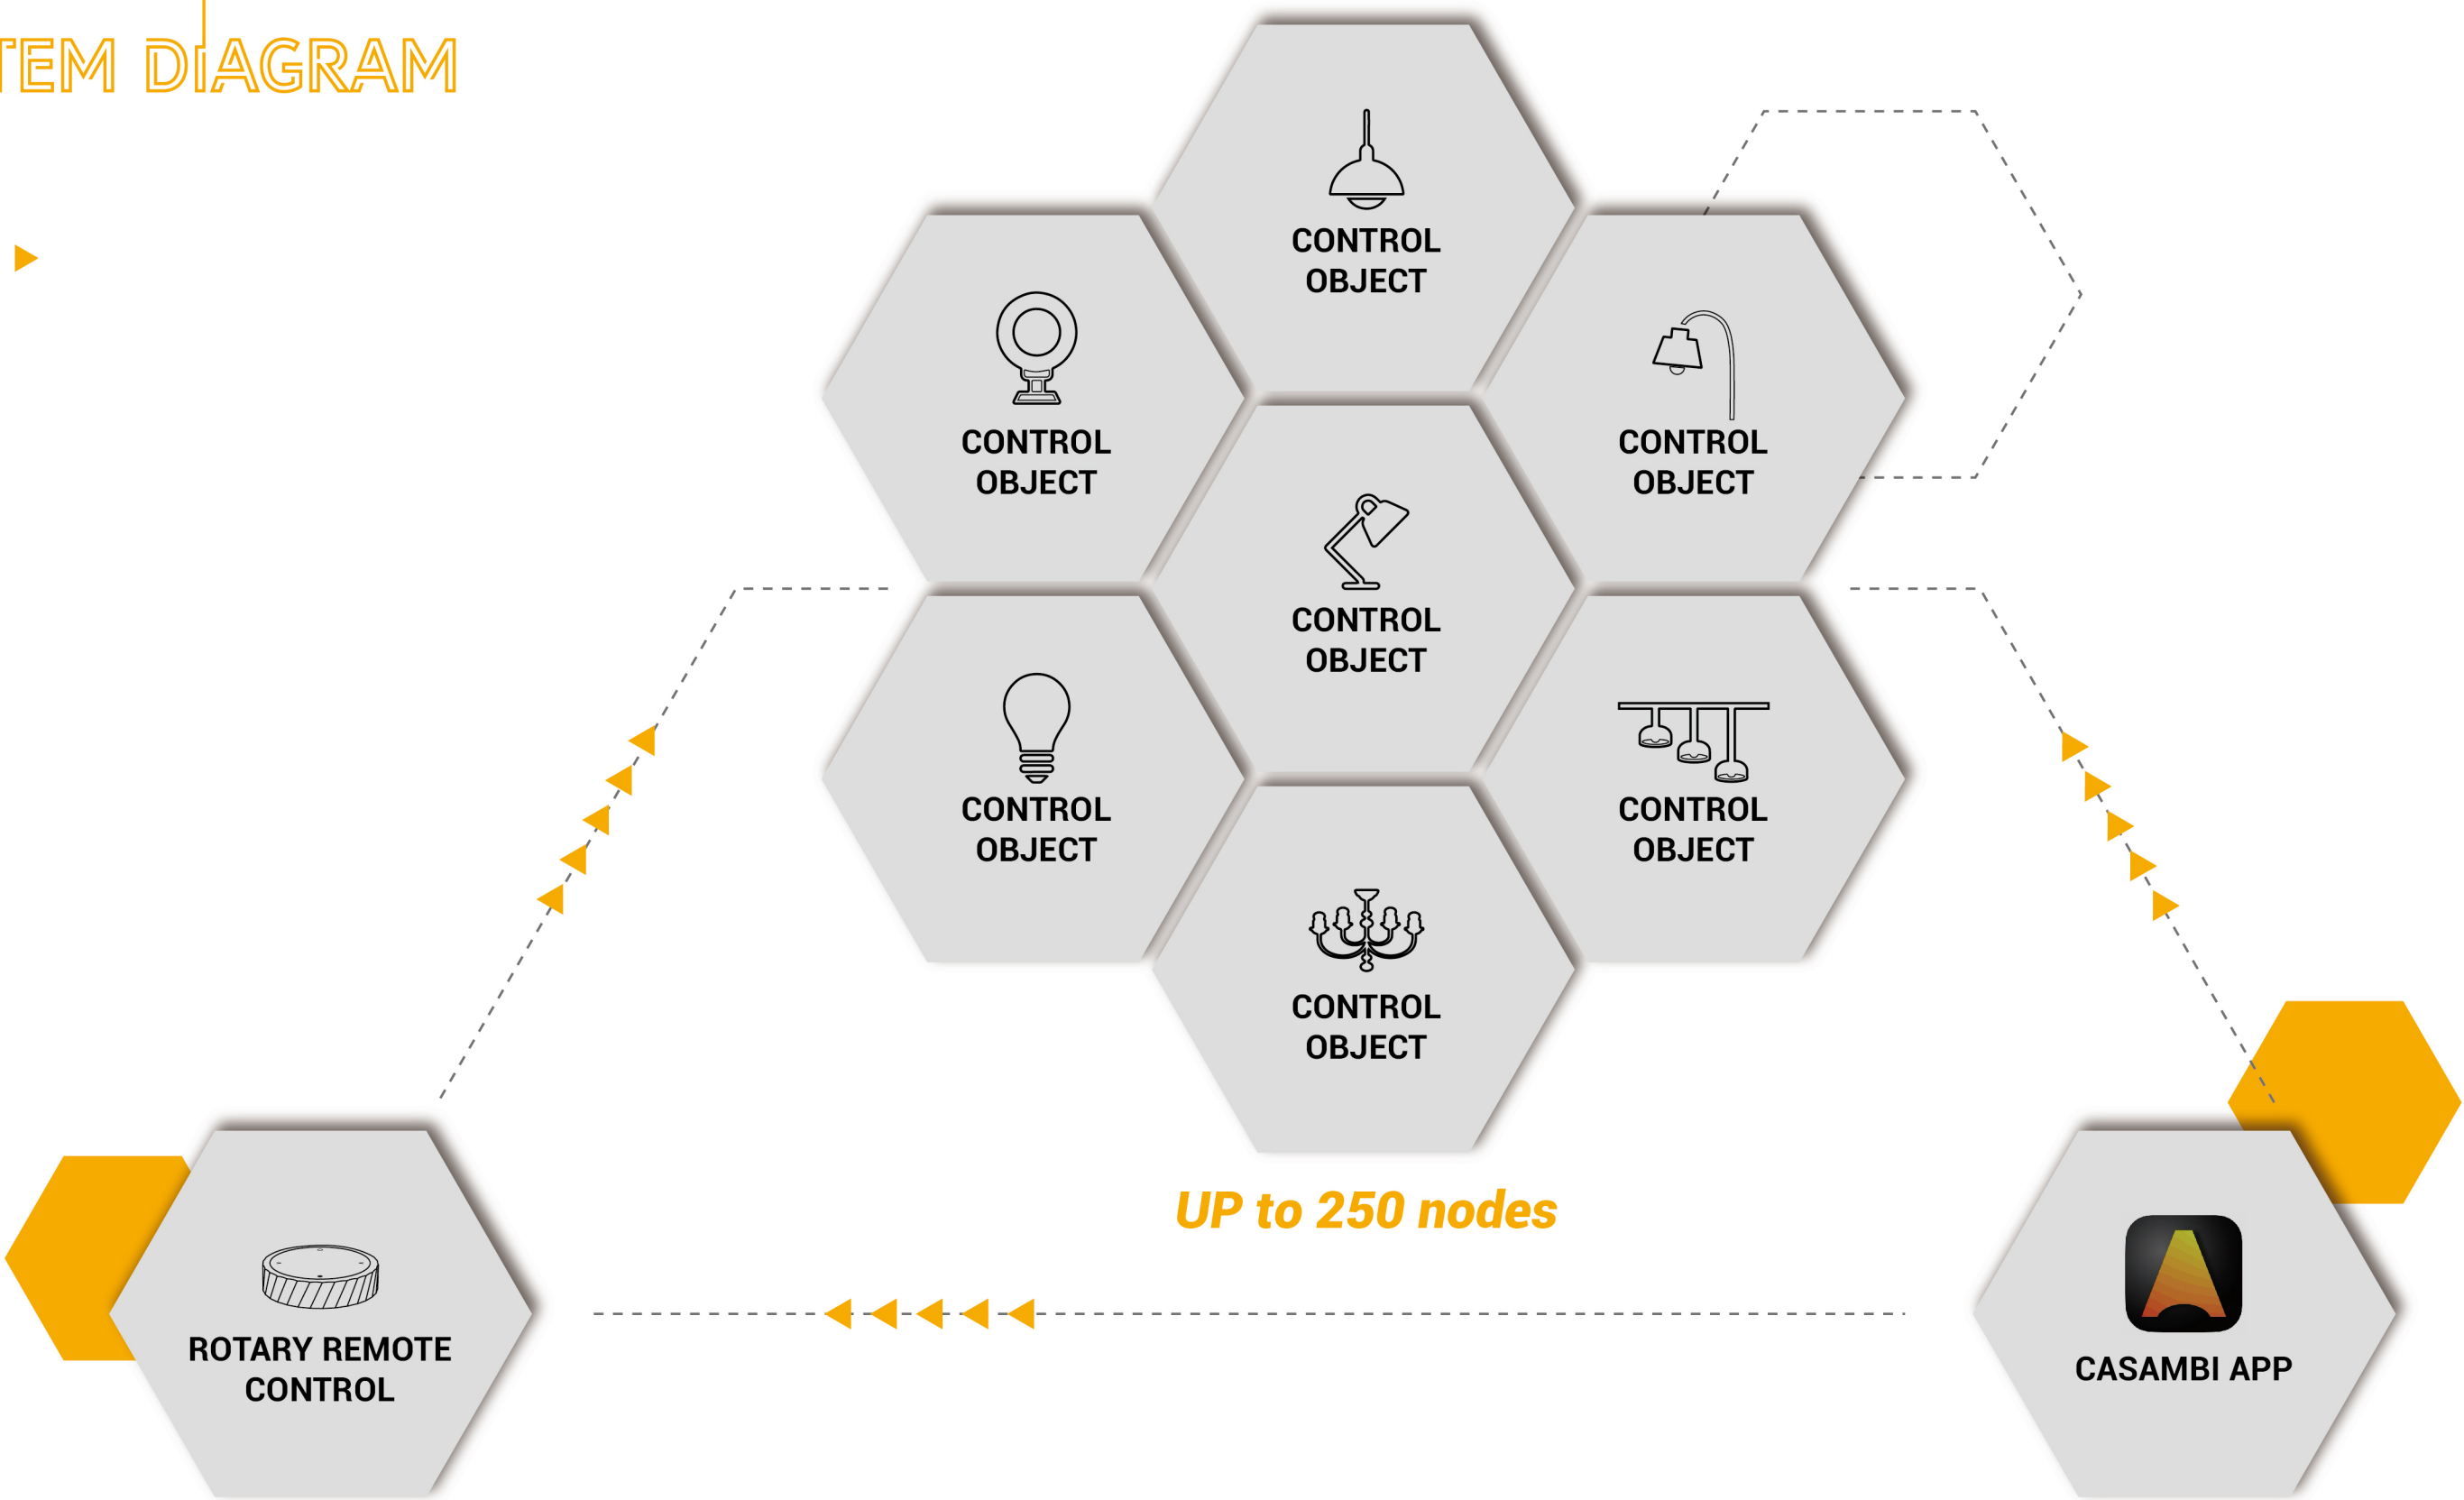 TEM DIAGRAM
CONTROL
OBJECT
CONTROL
OBJECT
CONTROL
OBJECT
CONTROL
OBJECT
CONTROL
OBJECT
CONTROL
OBJECT
CONTROL
OBJECT
UP to 250 nodes
ROTARY REMOTE
CONTROL
CASAMBI APP